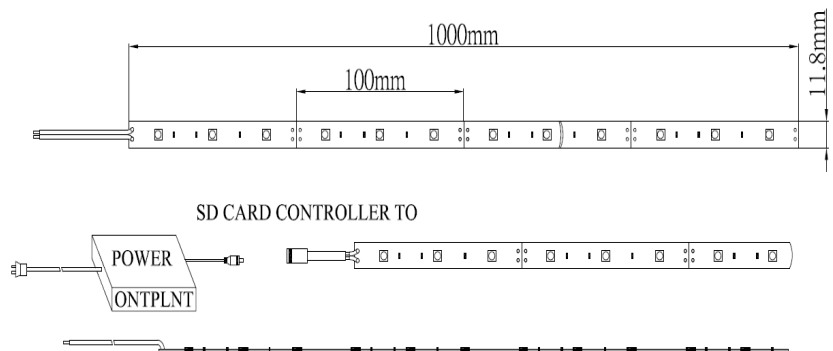 1000mm
100mm
11.8mm
SD CARD CONTROLLER TO
POWER
ONTPLNT